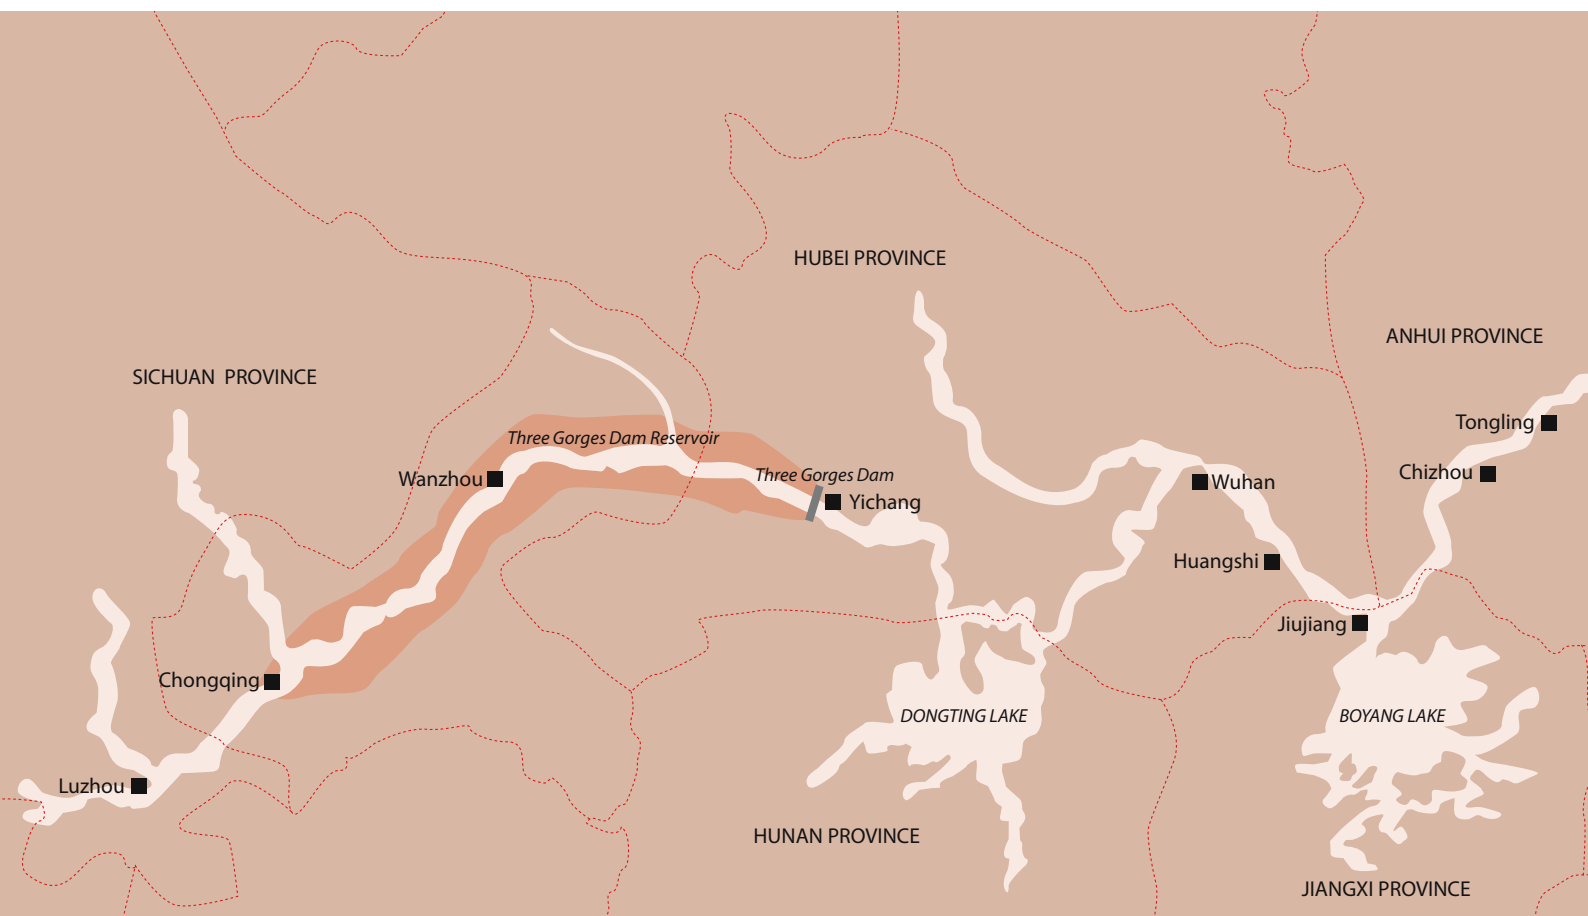 HUBEI PROVINCE
ANHUI PROVINCE
SICHUAN PROVINCE
Tongling
Three Gorges Dam Reservoir
Chizhou
Three Gorges Dam
Wanzhou
Wuhan
Yichang
Huangshi
Jiujiang
Chongqing
DONGTING LAKE
BOYANG LAKE
Luzhou
HUNAN PROVINCE
JIANGXI PROVINCE